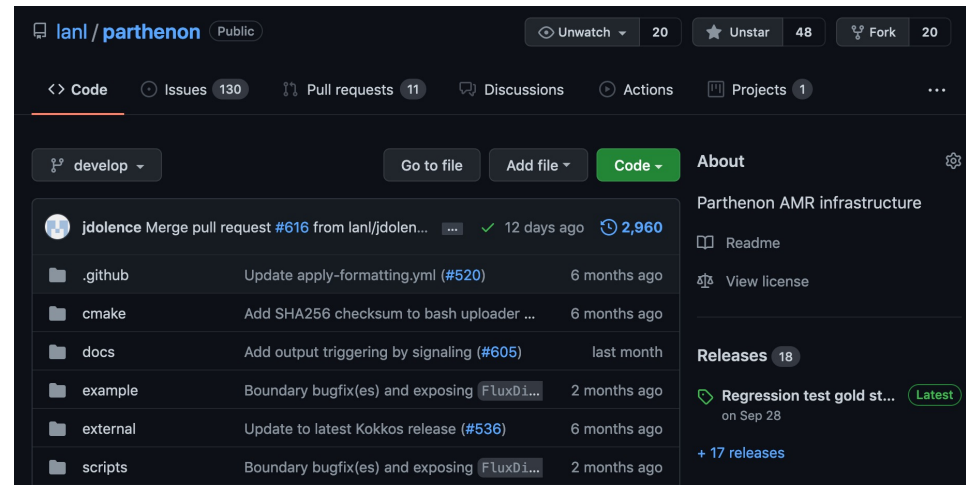 lanl / parthenon Public
Unwatch 20
Unstar 48
Fork 20
<> Code
Issues 130
Pull requests 11
Discussions
Actions
Projects 1
...
develop
Go to file
Add file
Code
jdolence Merge pull request #616 from lanl/jdolen... ... 12 days ago 2,960
.github Update apply-formatting.yml (#520) 6 months ago
cmake Add SHA256 checksum to bash uploader ... 6 months ago
docs Add output triggering by signaling (#605) last month
example Boundary bugfix(es) and exposing FluxDi... 2 months ago
external Update to latest Kokkos release (#536) 6 months ago
scripts Boundary bugfix(es) and exposing FluxDi... 2 months ago
About
Parthenon AMR infrastructure
Readme
View license
Releases 18
Regression test gold st... Latest
on Sep 28
+ 17 releases